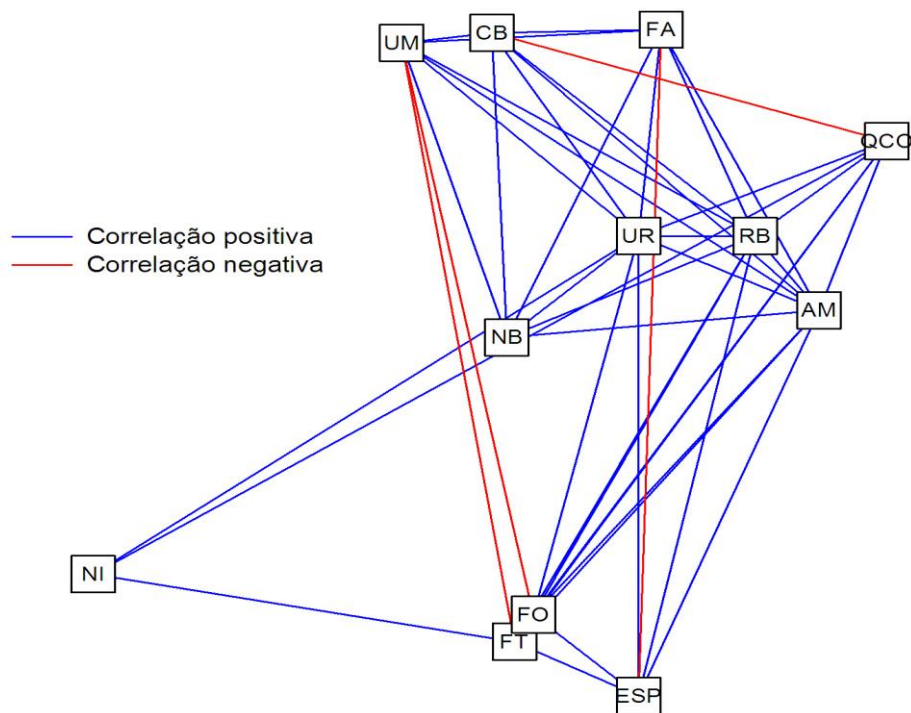 UM
CB
FA
QCO
UR
RB
Correlação positiva
Correlação negativa
AM
NB
NI
FO
FT
ESP